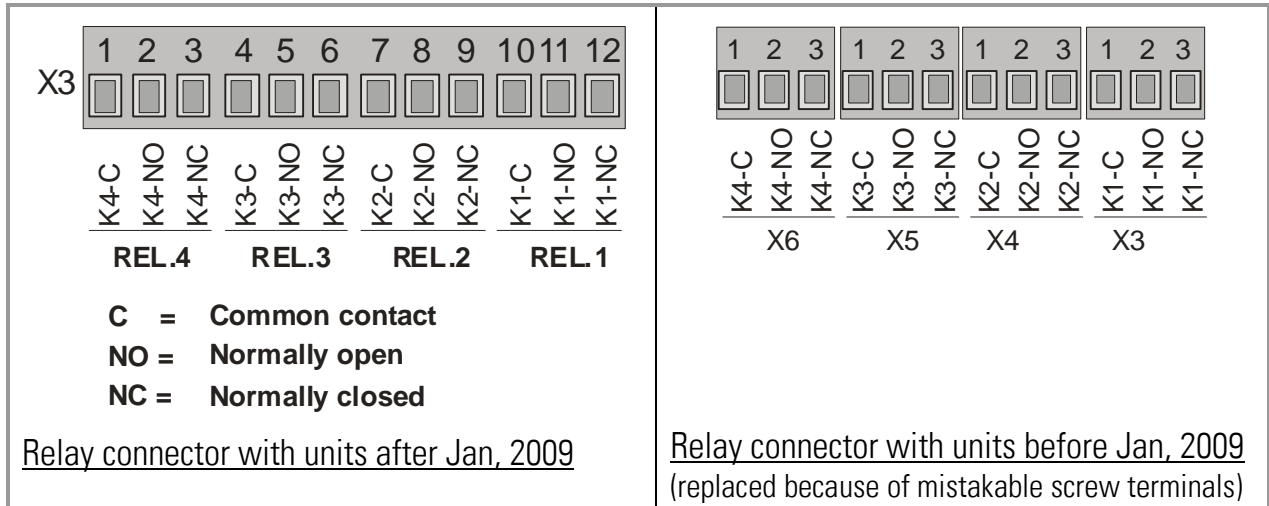 1 2 3 4 5 6 7 8 9 10 11 12
X3
K4-C K4-NO K4-NC K3-C K3-NO K3-NC K2-C K2-NO K2-NC K1-C K1-NO K1-NC
REL.4 REL.3 REL.2 REL.1
C = Common contact
NO = Normally open
NC = Normally closed
Relay connector with units after Jan, 2009
1 2 3 1 2 3 1 2 3 1 2 3
K4-C K4-NO K4-NC K3-C K3-NO K3-NC K2-C K2-NO K2-NC K1-C K1-NO K1-NC
X6 X5 X4 X3
Relay connector with units before Jan, 2009
(replaced because of mistakable screw terminals)